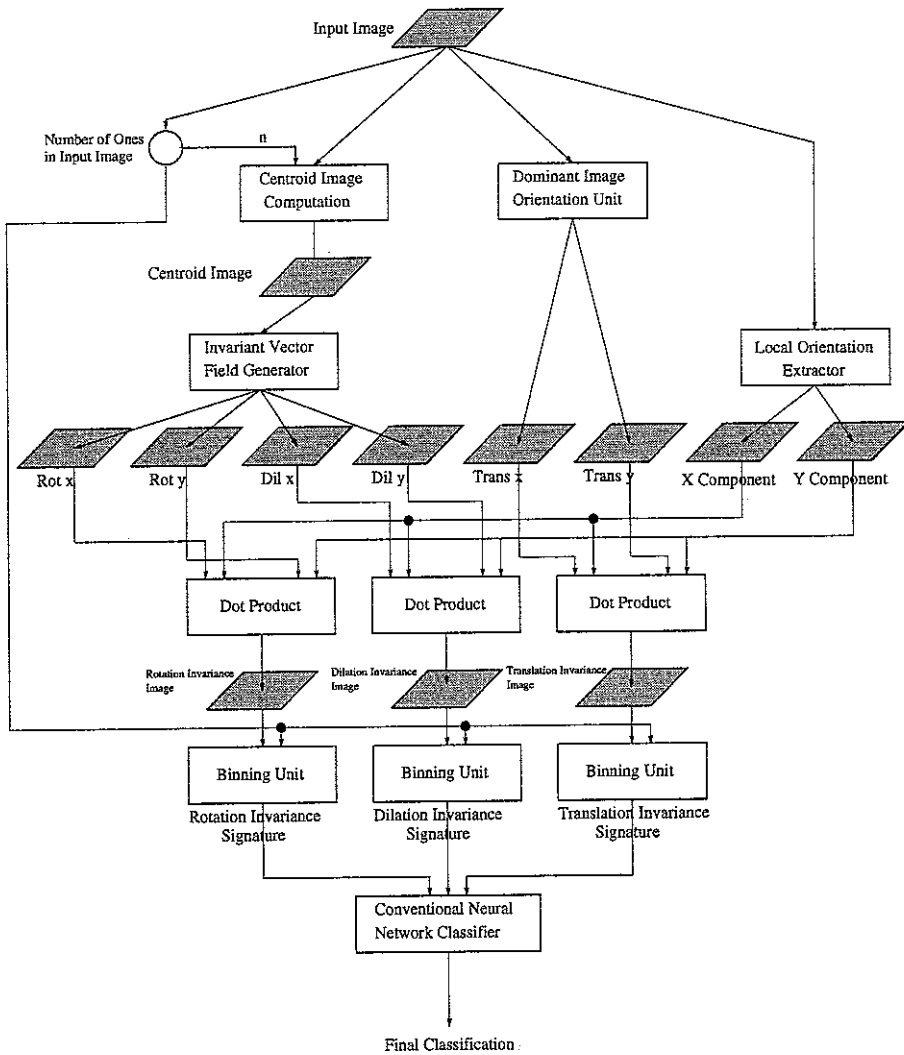 Input Image
Number of Ones
in Input Image
n
Centroid Image
Computation
Dominant Image
Orientation Unit
Centroid Image
Invariant Vector
Field Generator
Local Orientation
Extractor
Rot x
Rot y
Dil x
Dil y
Trans x
Trans y
X Component
Y Component
Dot Product
Dot Product
Dot Product
Rotation Invariance
Image
Dilation Invariance
Image
Translation Invariance
Image
Binning Unit
Binning Unit
Binning Unit
Rotation Invariance
Signature
Dilation Invariance
Signature
Translation Invariance
Signature
Conventional Neural
Network Classifier
Final Classification